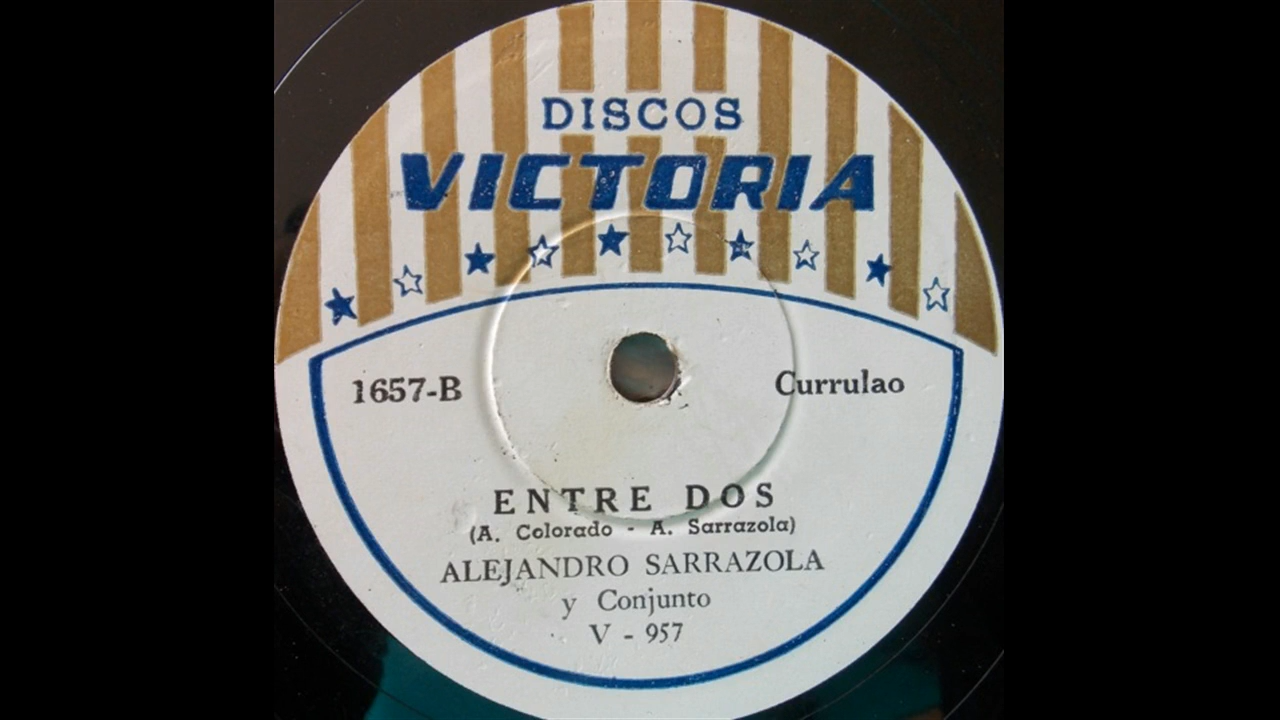 DISCOS
VICTORIA
1657-B
Currulao
ENTRE DOS
(A. Colorado - A. Sarrazola)
ALEJANDRO SARRAZOLA
y Conjunto
V - 957